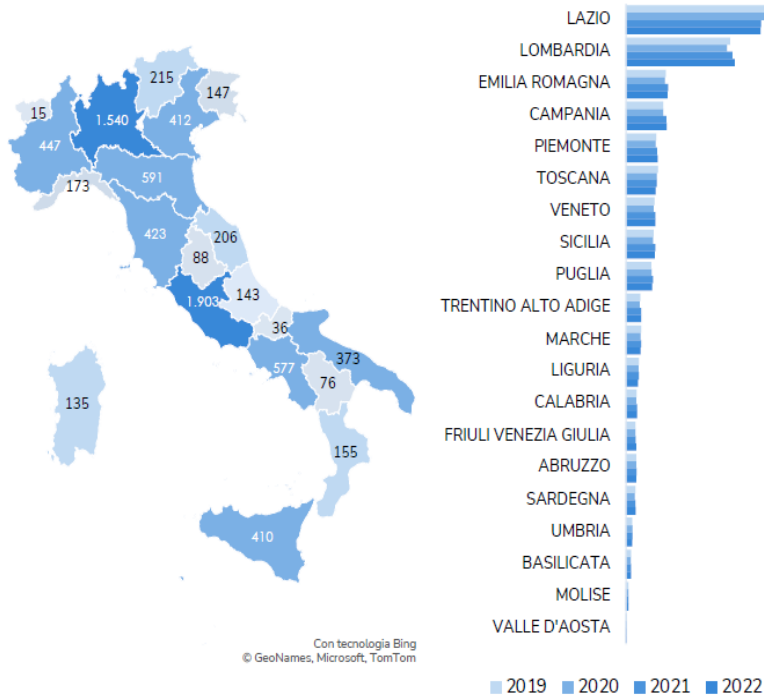 215
147
15
1.540
412
447
591
173
423
206
88
1.903
143
36
373
577
76
135
155
410
Con tecnologia Bing
© GeoNames, Microsoft, TomTom
LAZIO
LOMBARDIA
EMILIA ROMAGNA
CAMPANIA
PIEMONTE
TOSCANA
VENETO
SICILIA
PUGLIA
TRENTINO ALTO ADIGE
MARCHE
LIGURIA
CALABRIA
FRIULI VENEZIA GIULIA
ABRUZZO
SARDEGNA
UMBRIA
BASILICATA
MOLISE
VALLE D'AOSTA
2019 2020 2021 2022